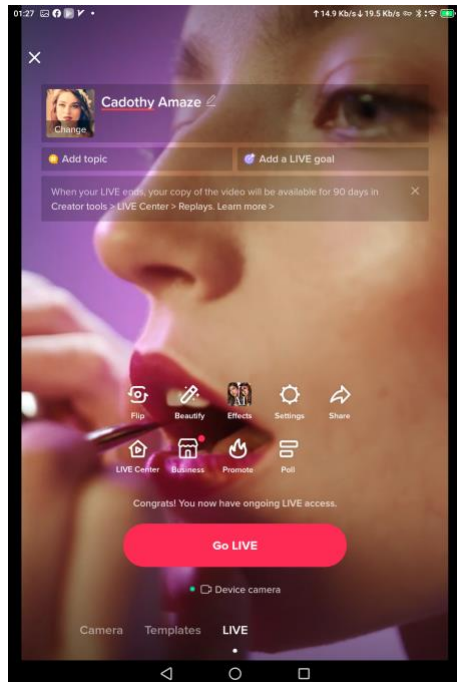 01:27 14.9 Kb/s 19.5 Kb/s
Cadothy Amaze
Change
Add topic
Add a LIVE goal
When your LIVE ends, your copy of the video will be available for 90 days in
Creator tools > LIVE Center > Replays. Learn more >
Flip Beautify Effects Settings Share
LIVE Center Business Promote Poll
Congrats! You now have ongoing LIVE access.
Go LIVE
Device camera
Camera Templates LIVE